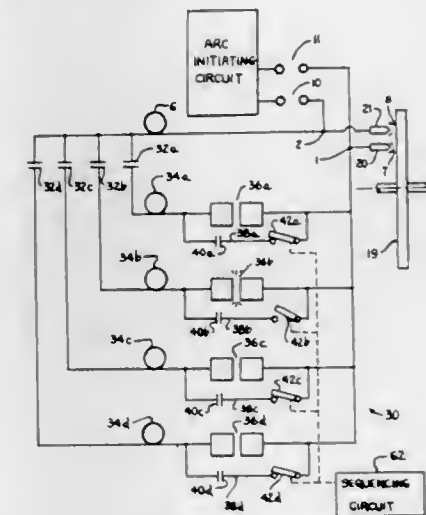 ARC
INITIATING
CIRCUIT
11
10
6
21
8
2
1
20
7
32d
32c
32b
32a
34a
36a
19
40a
38a
42a
34b
36b
40b
38b
42b
34c
36c
42c
40c
38c
30
34d
36d
62
40d
38d
42d
SEQUENCING
CIRCUIT